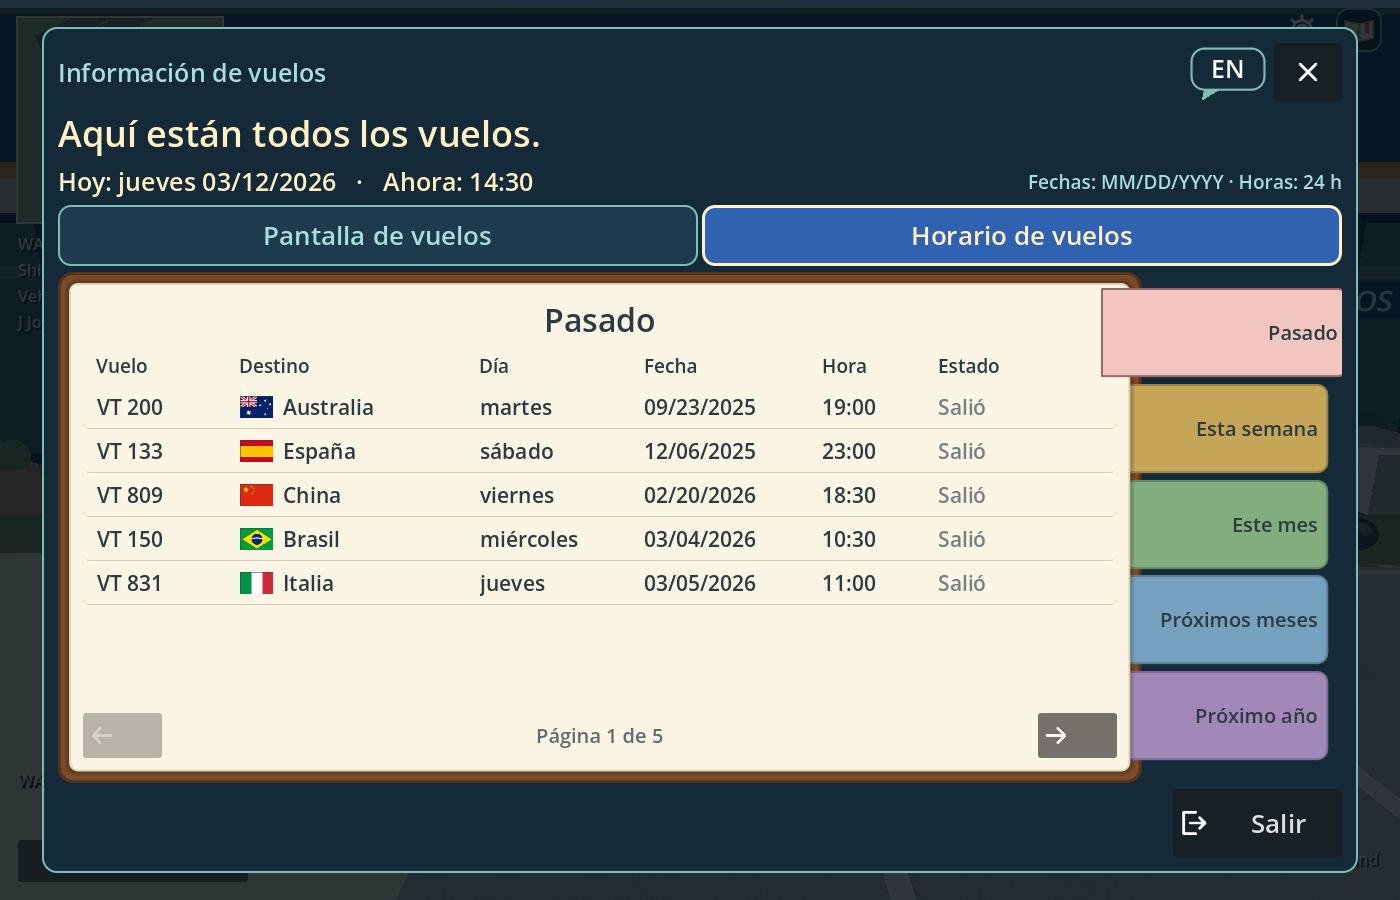 Información de vuelos
EN
Aquí están todos los vuelos.
Hoy: jueves 03/12/2026 · Ahora: 14:30
Fechas: MM/DD/YYYY · Horas: 24 h
Pantalla de vuelos
Horario de vuelos
Pasado
Vuelo Destino Día Fecha Hora Estado
VT 200 Australia martes 09/23/2025 19:00 Salió
VT 133 España sábado 12/06/2025 23:00 Salió
VT 809 China viernes 02/20/2026 18:30 Salió
VT 150 Brasil miércoles 03/04/2026 10:30 Salió
VT 831 Italia jueves 03/05/2026 11:00 Salió
Página 1 de 5
Pasado
Esta semana
Este mes
Próximos meses
Próximo año
Salir